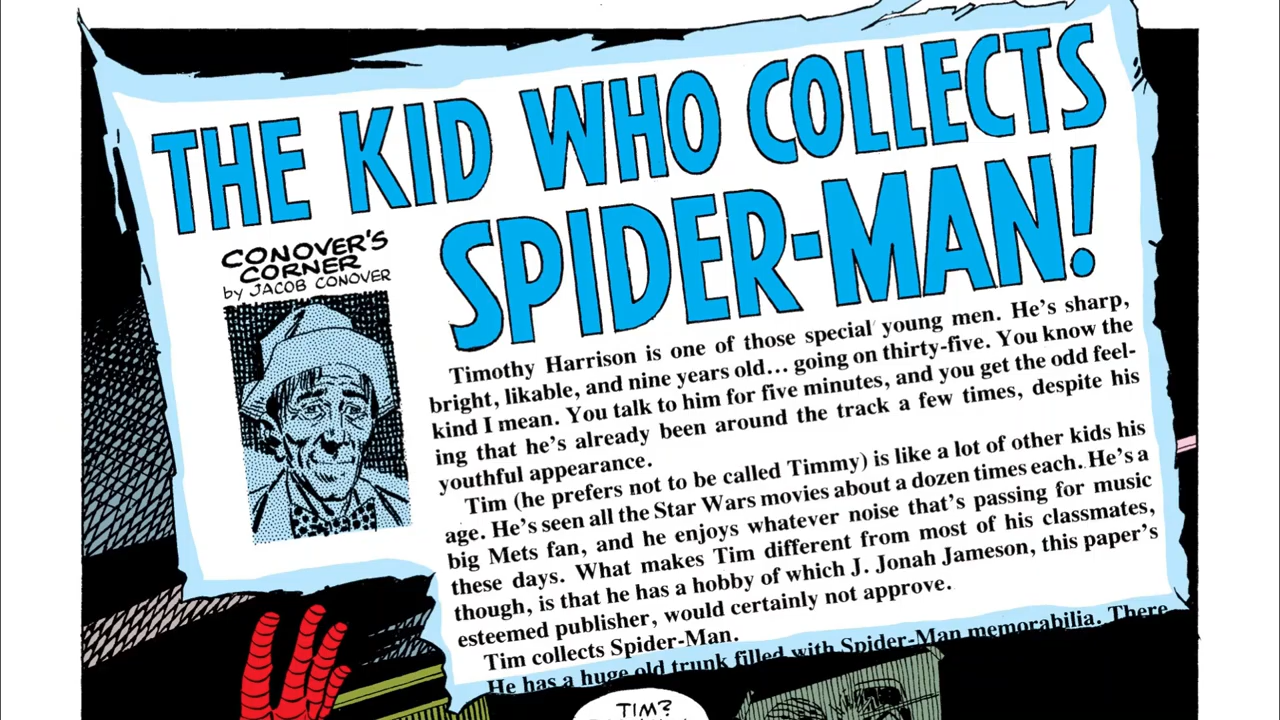 THE KID WHO COLLECTS
SPIDER-MAN!
CONOVER'S
CORNER
by JACOB CONOVER
Timothy Harrison is one of those special young men. He's sharp,
bright, likable, and nine years old... going on thirty-five. You know the
kind I mean. You talk to him for five minutes, and you get the odd feel-
ing that he's already been around the track a few times, despite his
youthful appearance.
Tim (he prefers not to be called Timmy) is like a lot of other kids his
age. He's seen all the Star Wars movies about a dozen times each. He's a
big Mets fan, and he enjoys whatever noise that's passing for music
these days. What makes Tim different from most of his classmates,
though, is that he has a hobby of which J. Jonah Jameson, this paper's
esteemed publisher, would certainly not approve.
Tim collects Spider-Man.
He has a huge old trunk filled with Spider-Man memorabilia. There
TIM?